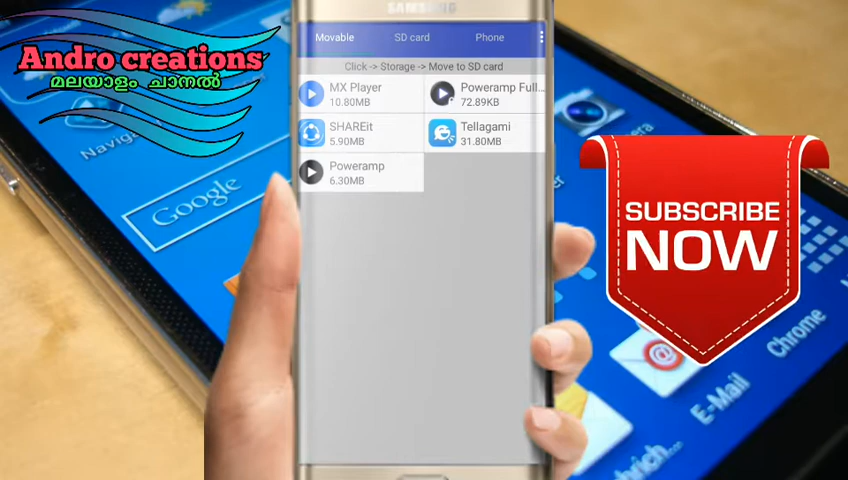 Andro creations
മലയാളം ചാനൽ
SAMSUNG
Movable
SD card
Phone
Click -> Storage -> Move to SD card
MX Player
10.80MB
Poweramp Full...
72.89KB
SHAREit
5.90MB
Tellagami
31.80MB
Poweramp
6.30MB
SUBSCRIBE
NOW
Google
E-Mail
Chrome